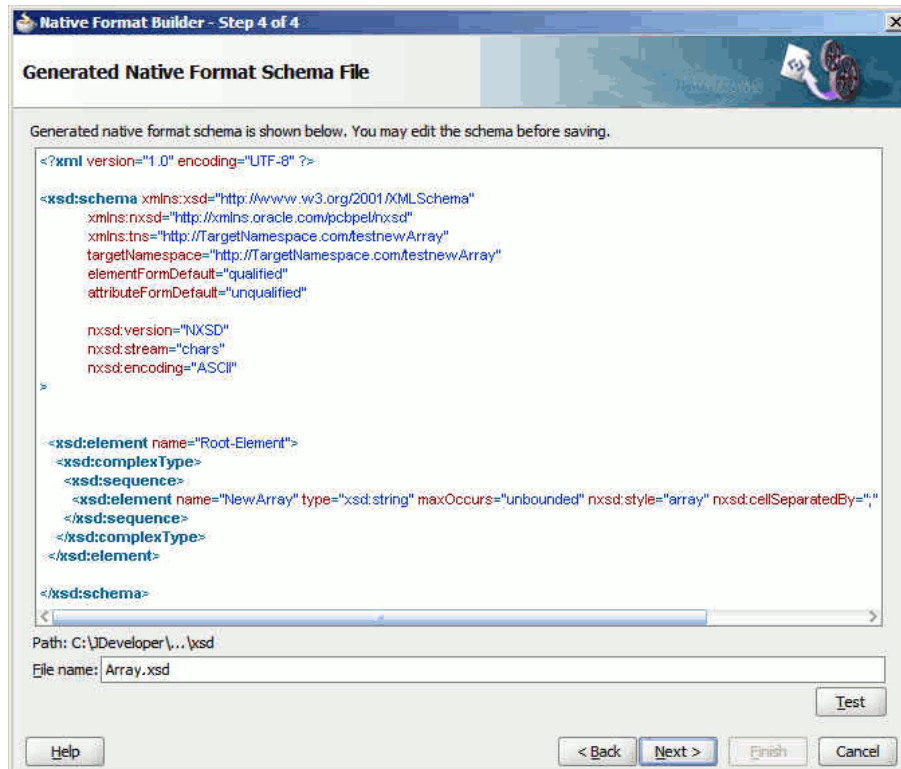 Native Format Builder - Step 4 of 4
Generated Native Format Schema File
Generated native format schema is shown below. You may edit the schema before saving.
<?xml version="1.0" encoding="UTF-8" ?>
<xsd:schema xmlns:xsd="http://www.w3.org/2001/XMLSchema"
xmlns:nxsd="http://xmlns.oracle.com/pcbpel/nxsd"
xmlns:tns="http://TargetNamespace.com/testnewArray"
targetNamespace="http://TargetNamespace.com/testnewArray"
elementFormDefault="qualified"
attributeFormDefault="unqualified"
nxsd:version="NXSD"
nxsd:stream="chars"
nxsd:encoding="ASCII"
>
<xsd:element name="Root-Element">
<xsd:complexType>
<xsd:sequence>
<xsd:element name="NewArray" type="xsd:string" maxOccurs="unbounded" nxsd:style="array" nxsd:cellSeparatedBy=";"
</xsd:sequence>
</xsd:complexType>
</xsd:element>
</xsd:schema>
Path: C:\JDeveloper\...\xsd
File name: Array.xsd
Test
Help < Back Next > Finish Cancel